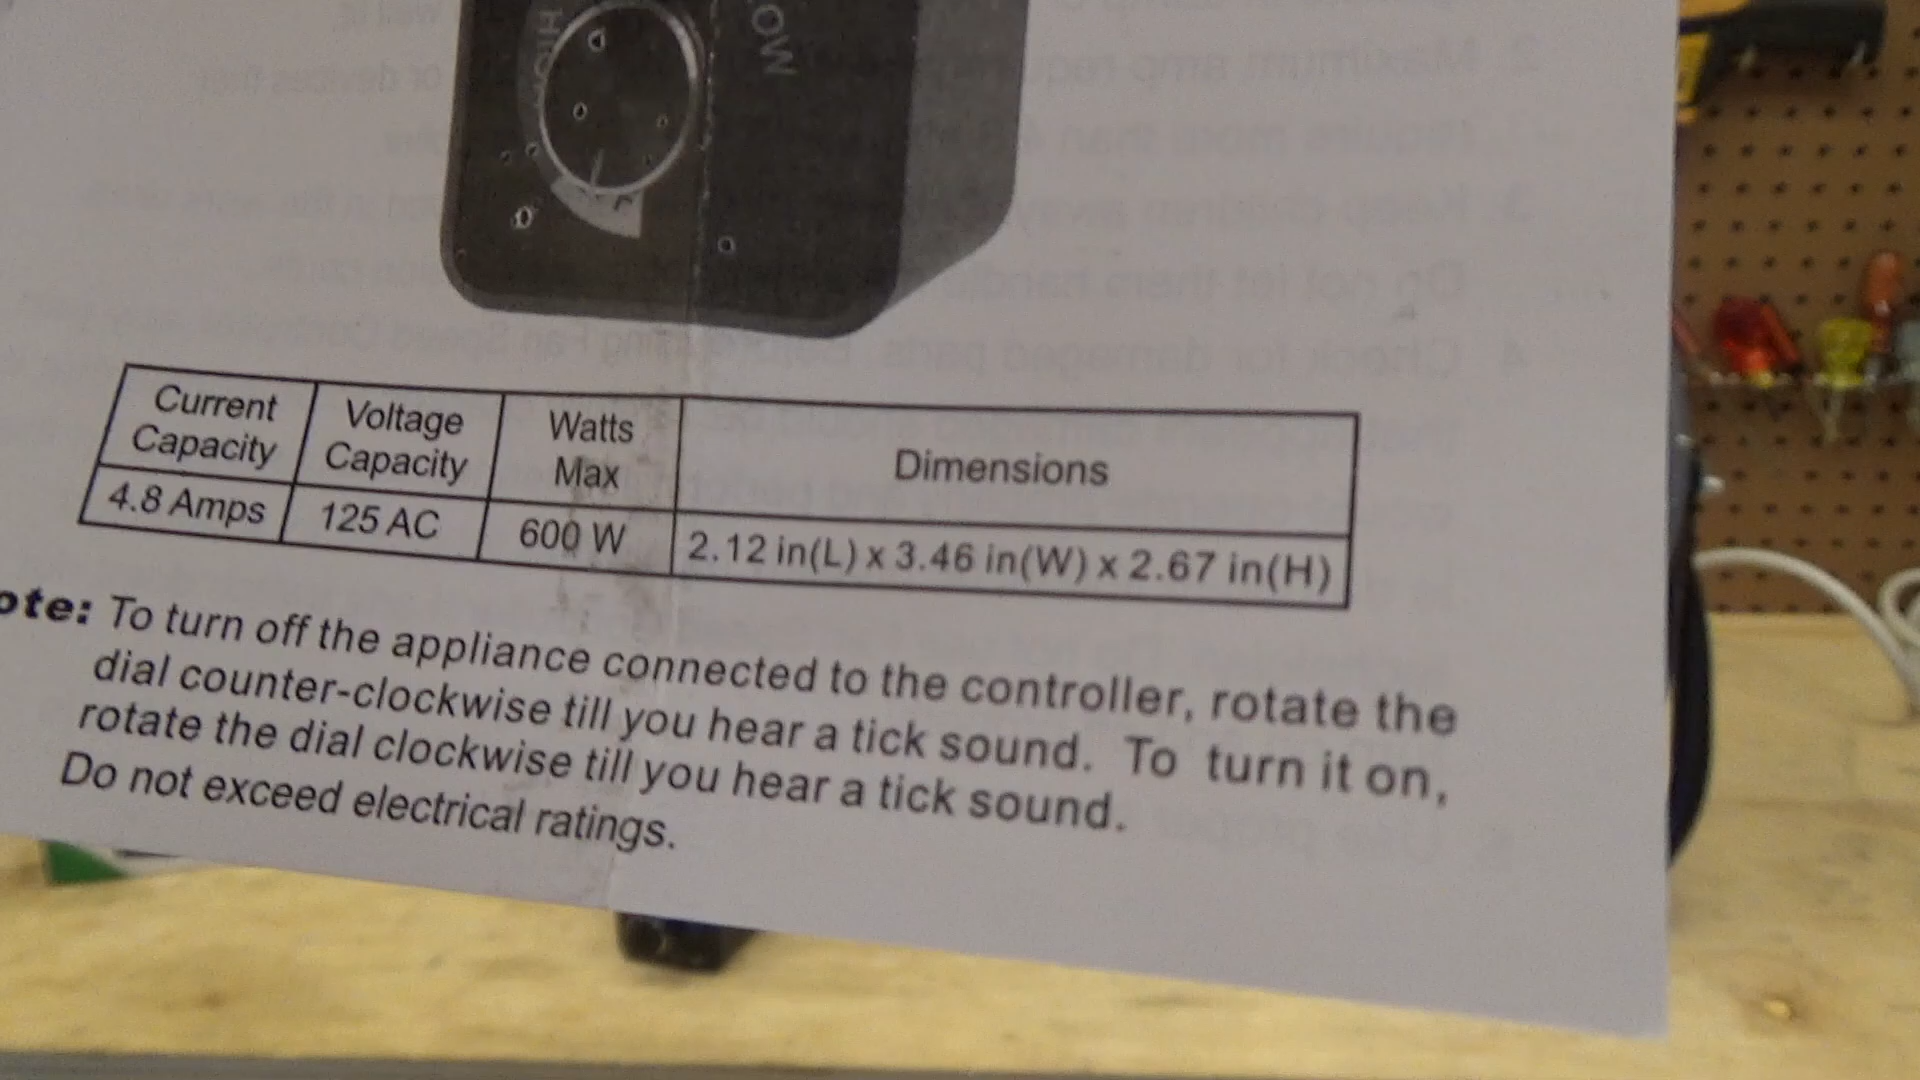 HIGH
LOW
Current Capacity
Voltage Capacity
Watts Max
Dimensions
4.8 Amps
125 AC
600 W
2.12 in(L) x 3.46 in(W) x 2.67 in(H)
ote: To turn off the appliance connected to the controller, rotate the
dial counter-clockwise till you hear a tick sound. To turn it on,
rotate the dial clockwise till you hear a tick sound.
Do not exceed electrical ratings.